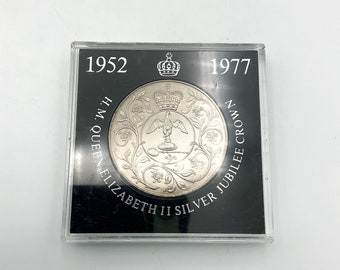 1952 1977
H. M. QUEEN ELIZABETH II SILVER JUBILEE CROWN